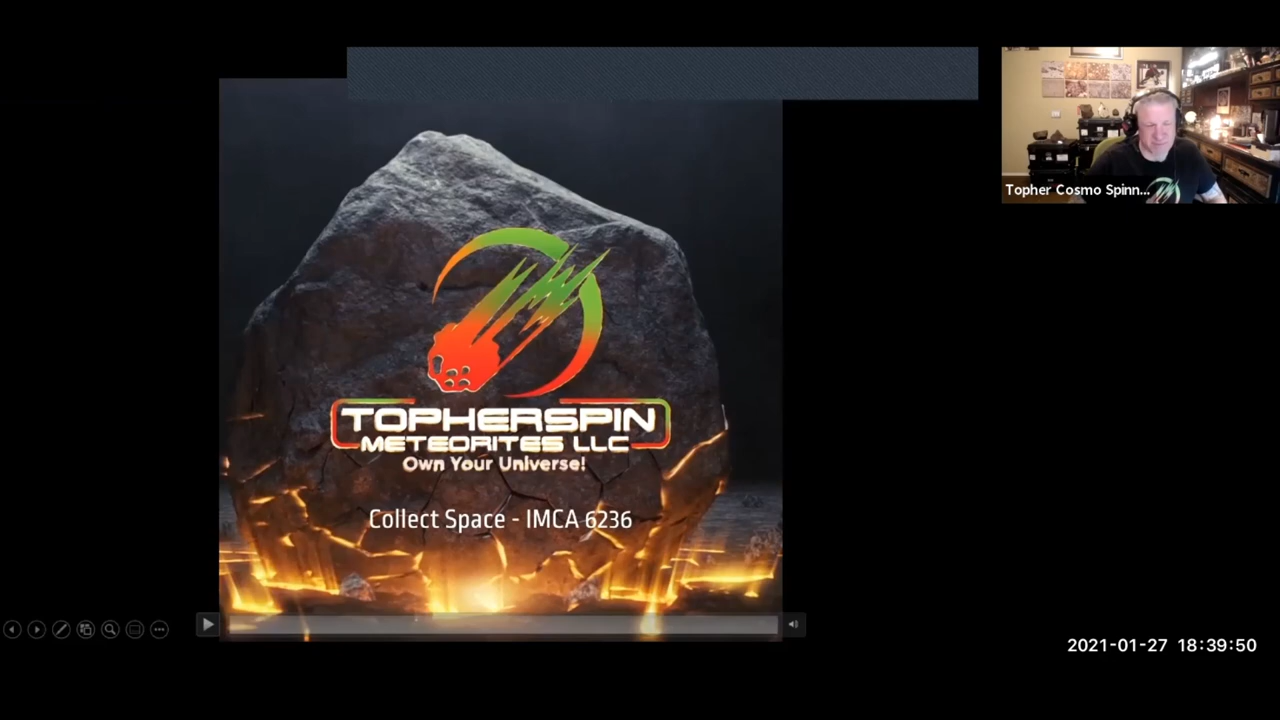 Topher Cosmo Spinn...
TOPHERSPIN
METEORITES LLC
Own Your Universe!
Collect Space - IMCA 6236
2021-01-27 18:39:50